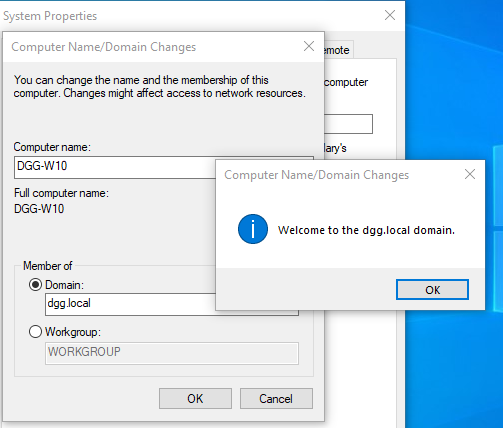 System Properties
Computer Name/Domain Changes
You can change the name and the membership of this
computer. Changes might affect access to network resources.
Computer name:
DGG-W10
Full computer name:
DGG-W10
Member of
Domain:
dgg.local
Workgroup:
WORKGROUP
OK
Cancel
emote
computer
ary's
Computer Name/Domain Changes
Welcome to the dgg.local domain.
OK